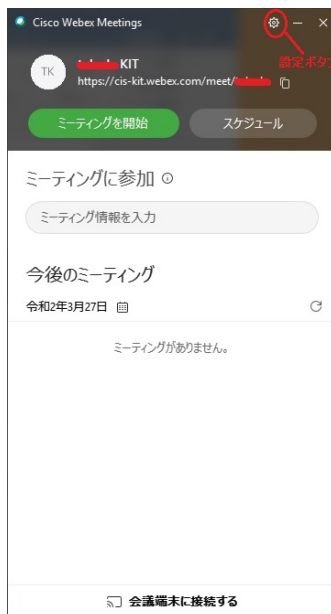 Cisco Webex Meetings
設定ボタ
TK
KIT
https://cis-kit.webex.com/meet/
ミーティングを開始
スケジュール
ミーティングに参加
ミーティング情報を入力
今後のミーティング
令和2年3月27日
ミーティングがありません。
会議端末に接続する